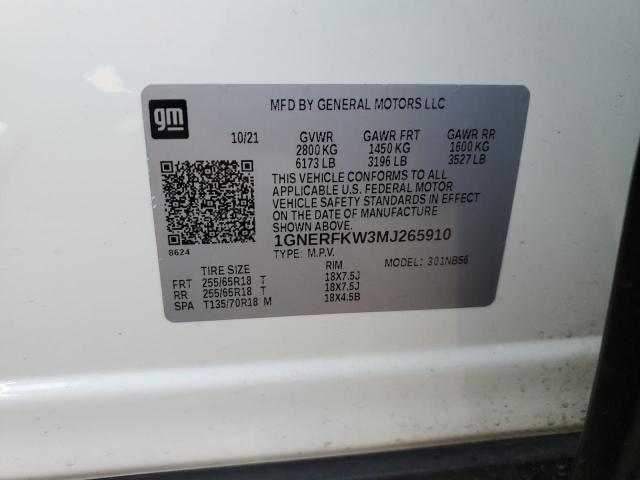 gm
MFD BY GENERAL MOTORS LLC
10/21 GVWR GAWR FRT GAWR RR
2800 KG 1450 KG 1600 KG
6173 LB 3196 LB 3527 LB
THIS VEHICLE CONFORMS TO ALL
APPLICABLE U.S. FEDERAL MOTOR
VEHICLE SAFETY STANDARDS IN EFFECT
ON THE DATE OF MANUFACTURE
SHOWN ABOVE.
1GNERFKW3MJ265910
8624
TYPE: M.P.V. MODEL: 301NB56
TIRE SIZE RIM
FRT 255/65R18 T 18X7.5J
RR 255/65R18 T 18X7.5J
SPA T135/70R18 M 18X4.5B